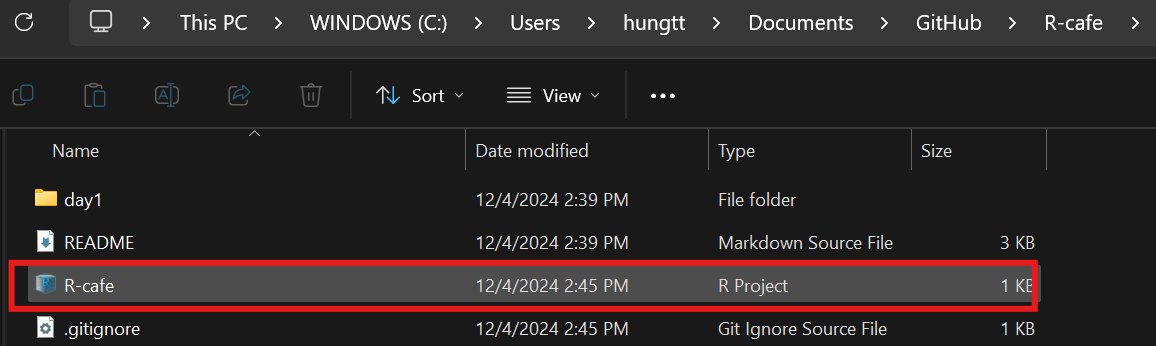 This PC > WINDOWS (C:) > Users > hungtt > Documents > GitHub > R-cafe >
Sort View
Name Date modified Type Size
day1 12/4/2024 2:39 PM File folder
README 12/4/2024 2:39 PM Markdown Source File 3 KB
R-cafe 12/4/2024 2:45 PM R Project 1 KB
.gitignore 12/4/2024 2:45 PM Git Ignore Source File 1 KB